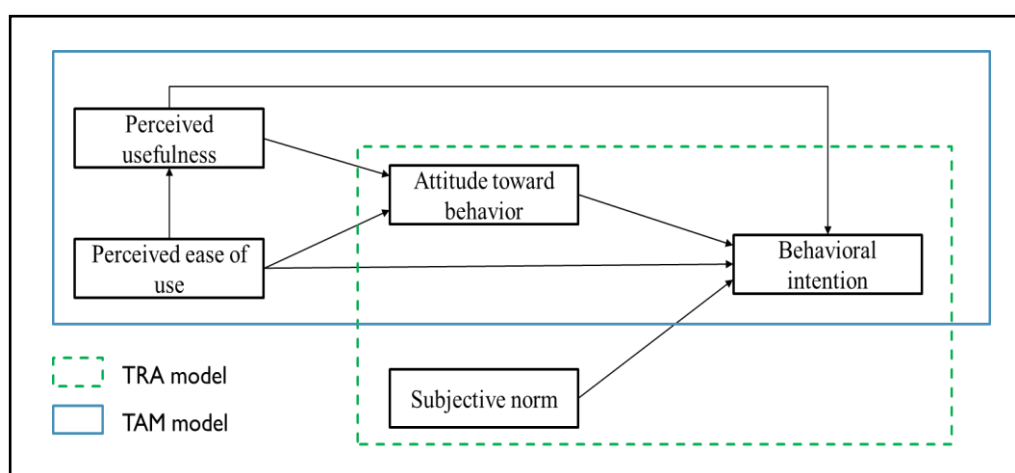 Perceived
usefulness
Attitude toward
behavior
Perceived ease of
use
Behavioral
intention
Subjective norm
TRA model
TAM model